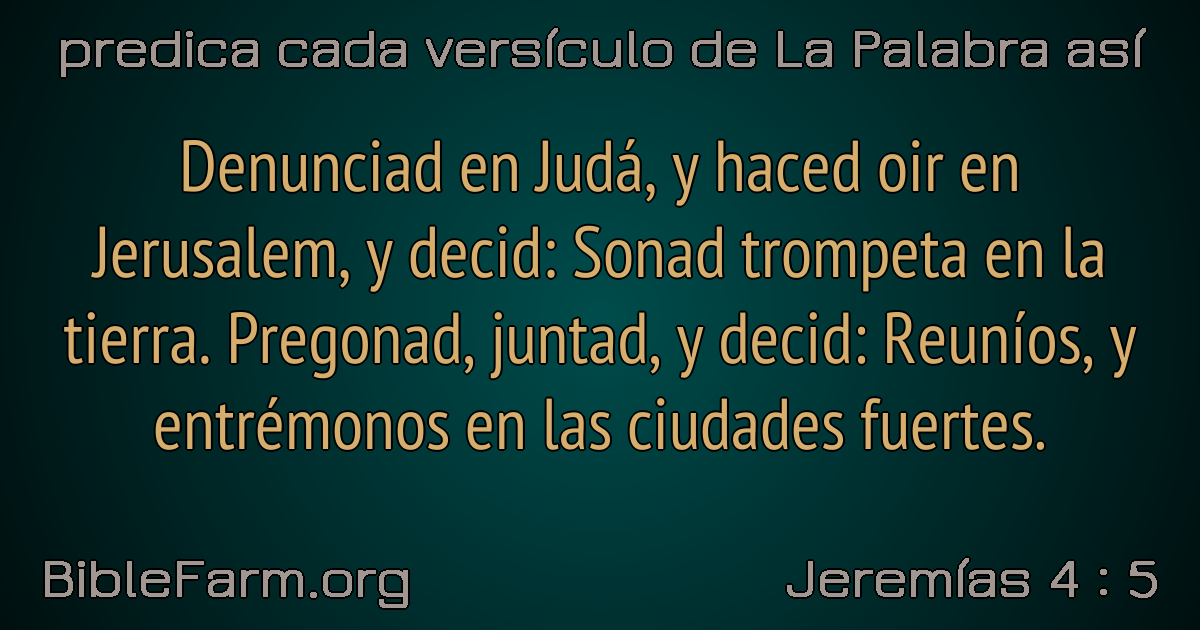 predica cada versículo de La Palabra así
Denunciad en Judá, y haced oir en
Jerusalem, y decid: Sonad trompeta en la
tierra. Pregonad, juntad, y decid: Reuníos, y
entrémonos en las ciudades fuertes.
BibleFarm.org
Jeremías 4 : 5